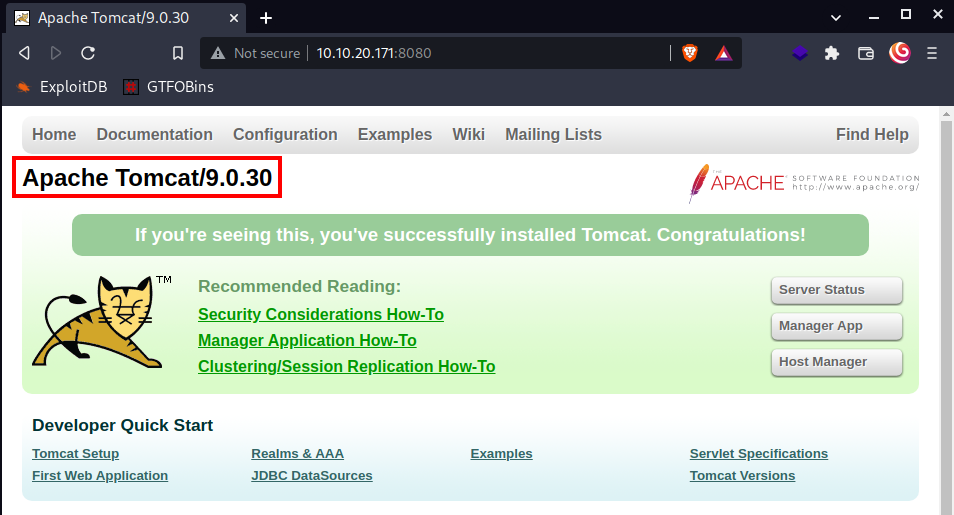 Apache Tomcat/9.0.30
Not secure 10.10.20.171:8080
ExploitDB GTFOBins
Home Documentation Configuration Examples Wiki Mailing Lists Find Help
Apache Tomcat/9.0.30
THE
APACHE® SOFTWARE FOUNDATION
http://www.apache.org/
If you're seeing this, you've successfully installed Tomcat. Congratulations!
TM
Recommended Reading:
Security Considerations How-To
Manager Application How-To
Clustering/Session Replication How-To
Server Status
Manager App
Host Manager
Developer Quick Start
Tomcat Setup Realms & AAA Examples Servlet Specifications
First Web Application JDBC DataSources Tomcat Versions